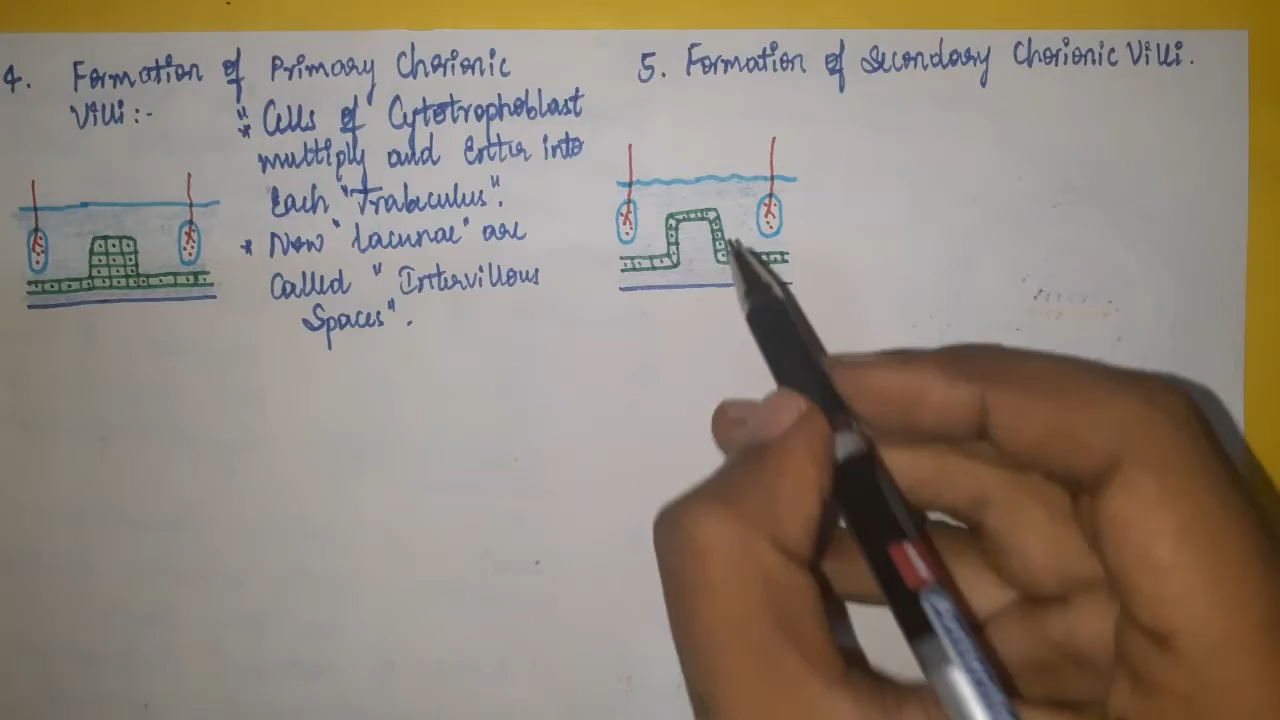 4. Formation of Primary Chorionic
Villi:-
* Cells of Cytotrophoblast
multiply and Enter into
Each "Trabeculus".
* Now "lacunae" are
Called "Intervillous
Spaces".
5. Formation of Secondary Chorionic Villi.